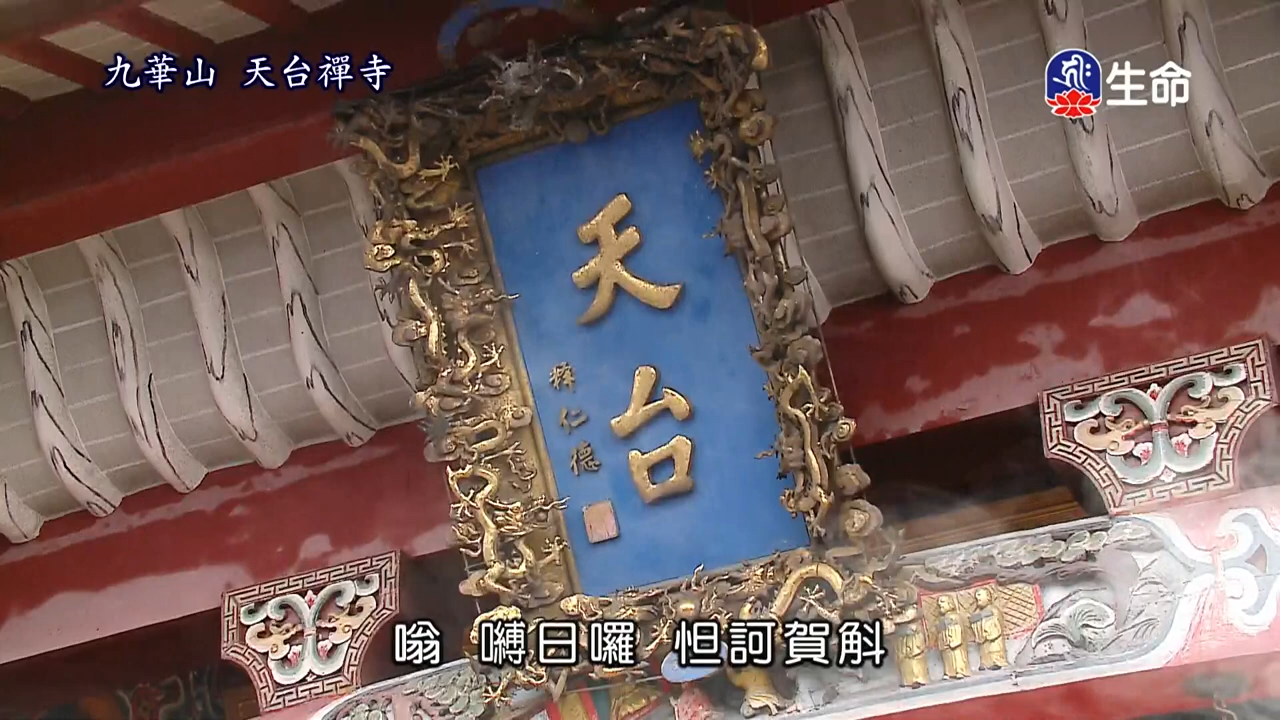 九華山 天台禪寺
生命
天台
釋仁德
嗡 嚩日囉 怛訶賀斛